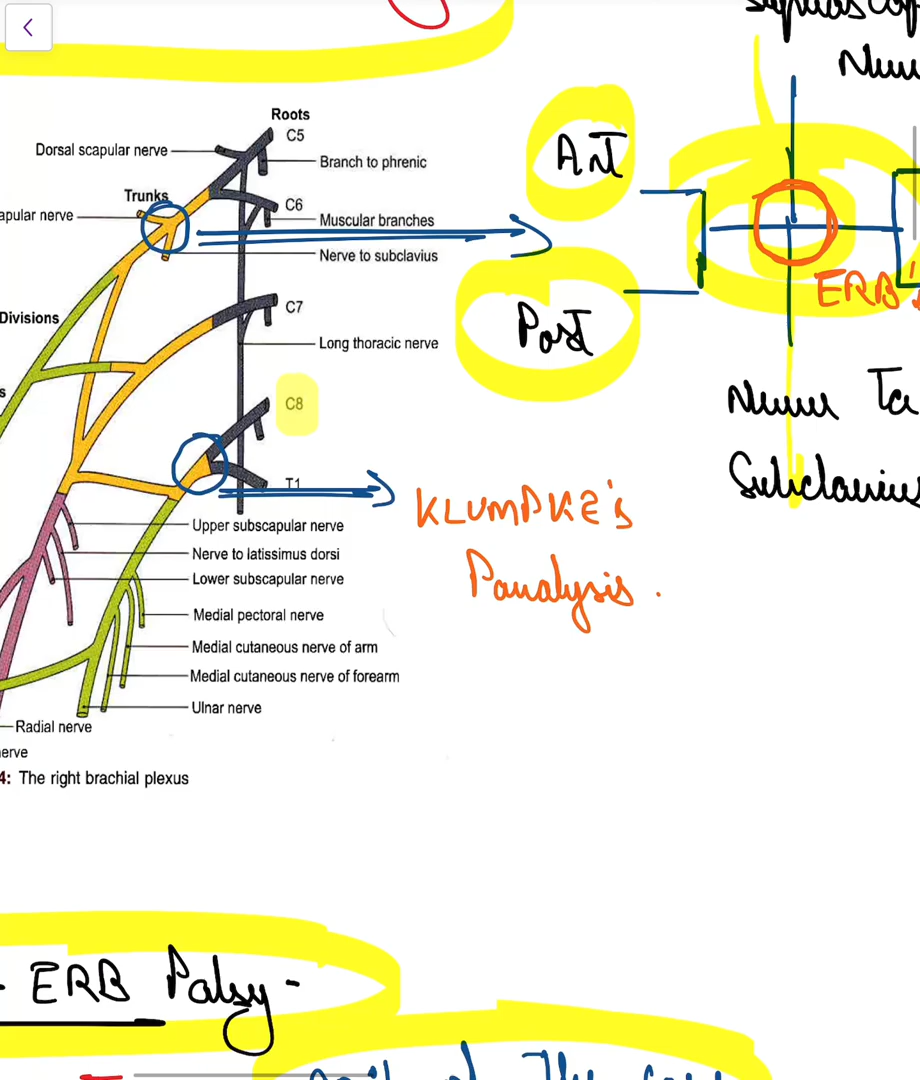 Roots
C5
Dorsal scapular nerve
Branch to phrenic
Trunks
C6
apular nerve
Muscular branches
Nerve to subclavius
C7
Divisions
Long thoracic nerve
s
C8
T1
Upper subscapular nerve
Nerve to latissimus dorsi
Lower subscapular nerve
Medial pectoral nerve
Medial cutaneous nerve of arm
Medial cutaneous nerve of forearm
Ulnar nerve
Radial nerve
erve
4: The right brachial plexus
Ant
Post
ERB's
Nerve To
Subclavius
KLUMPKE's
Paralysis.
- ERB Palsy -